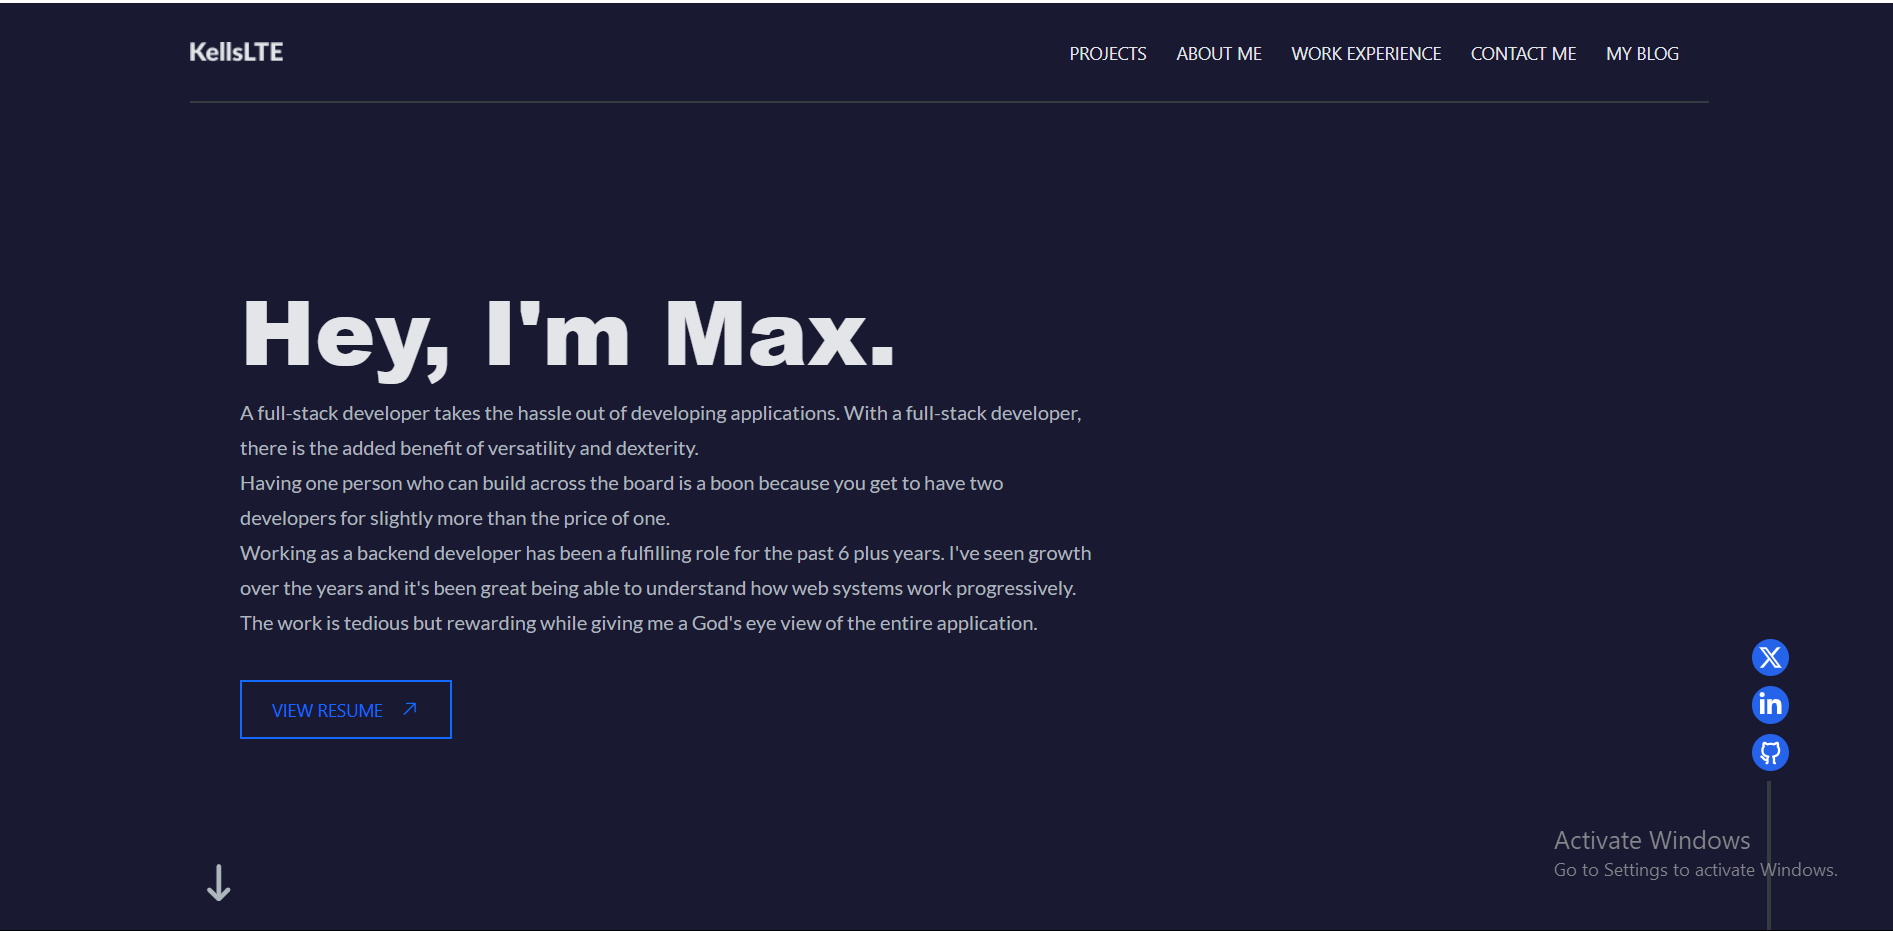 KellsLTE
PROJECTS ABOUT ME WORK EXPERIENCE CONTACT ME MY BLOG
Hey, I'm Max.
A full-stack developer takes the hassle out of developing applications. With a full-stack developer,
there is the added benefit of versatility and dexterity.
Having one person who can build across the board is a boon because you get to have two
developers for slightly more than the price of one.
Working as a backend developer has been a fulfilling role for the past 6 plus years. I've seen growth
over the years and it's been great being able to understand how web systems work progressively.
The work is tedious but rewarding while giving me a God's eye view of the entire application.
VIEW RESUME
X
in
Activate Windows
Go to Settings to activate Windows.